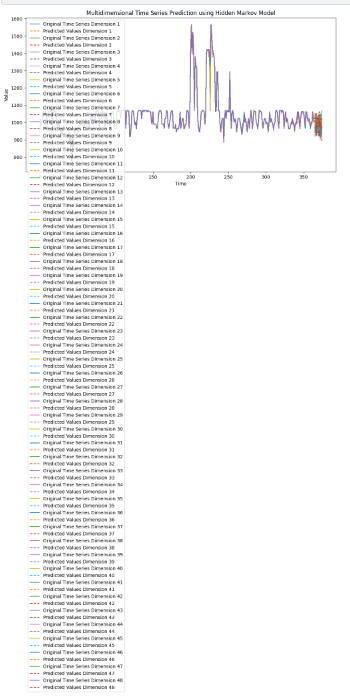 Multidimensional Time Series Prediction using Hidden Markov Model
1600
1500
1400
1300
1200
1100
1000
900
800
Value
150
200
250
300
350
Time
Original Time Series Dimension 1
Predicted Values Dimension 1
Original Time Series Dimension 2
Predicted Values Dimension 2
Original Time Series Dimension 3
Predicted Values Dimension 3
Original Time Series Dimension 4
Predicted Values Dimension 4
Original Time Series Dimension 5
Predicted Values Dimension 5
Original Time Series Dimension 6
Predicted Values Dimension 6
Original Time Series Dimension 7
Predicted Values Dimension 7
Original Time Series Dimension 8
Predicted Values Dimension 8
Original Time Series Dimension 9
Predicted Values Dimension 9
Original Time Series Dimension 10
Predicted Values Dimension 10
Original Time Series Dimension 11
Predicted Values Dimension 11
Original Time Series Dimension 12
Predicted Values Dimension 12
Original Time Series Dimension 13
Predicted Values Dimension 13
Original Time Series Dimension 14
Predicted Values Dimension 14
Original Time Series Dimension 15
Predicted Values Dimension 15
Original Time Series Dimension 16
Predicted Values Dimension 16
Original Time Series Dimension 17
Predicted Values Dimension 17
Original Time Series Dimension 18
Predicted Values Dimension 18
Original Time Series Dimension 19
Predicted Values Dimension 19
Original Time Series Dimension 20
Predicted Values Dimension 20
Original Time Series Dimension 21
Predicted Values Dimension 21
Original Time Series Dimension 22
Predicted Values Dimension 22
Original Time Series Dimension 23
Predicted Values Dimension 23
Original Time Series Dimension 24
Predicted Values Dimension 24
Original Time Series Dimension 25
Predicted Values Dimension 25
Original Time Series Dimension 26
Predicted Values Dimension 26
Original Time Series Dimension 27
Predicted Values Dimension 27
Original Time Series Dimension 28
Predicted Values Dimension 28
Original Time Series Dimension 29
Predicted Values Dimension 29
Original Time Series Dimension 30
Predicted Values Dimension 30
Original Time Series Dimension 31
Predicted Values Dimension 31
Original Time Series Dimension 32
Predicted Values Dimension 32
Original Time Series Dimension 33
Predicted Values Dimension 33
Original Time Series Dimension 34
Predicted Values Dimension 34
Original Time Series Dimension 35
Predicted Values Dimension 35
Original Time Series Dimension 36
Predicted Values Dimension 36
Original Time Series Dimension 37
Predicted Values Dimension 37
Original Time Series Dimension 38
Predicted Values Dimension 38
Original Time Series Dimension 39
Predicted Values Dimension 39
Original Time Series Dimension 40
Predicted Values Dimension 40
Original Time Series Dimension 41
Predicted Values Dimension 41
Original Time Series Dimension 42
Predicted Values Dimension 42
Original Time Series Dimension 43
Predicted Values Dimension 43
Original Time Series Dimension 44
Predicted Values Dimension 44
Original Time Series Dimension 45
Predicted Values Dimension 45
Original Time Series Dimension 46
Predicted Values Dimension 46
Original Time Series Dimension 47
Predicted Values Dimension 47
Original Time Series Dimension 48
Predicted Values Dimension 48